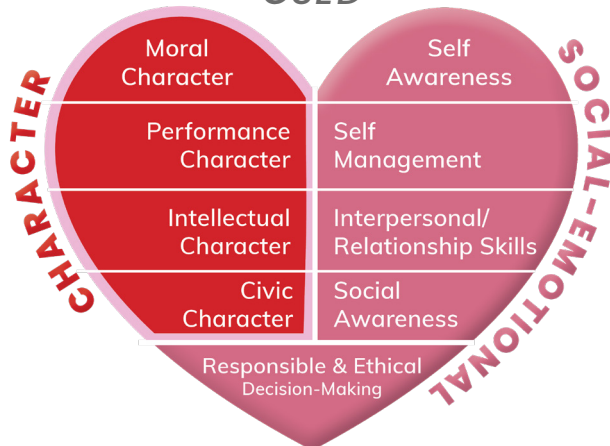 CHARACTER
SOCIAL-EMOTIONAL
Moral
Character
Self
Awareness
Performance
Character
Self
Management
Intellectual
Character
Interpersonal/
Relationship Skills
Civic
Character
Social
Awareness
Responsible & Ethical
Decision-Making